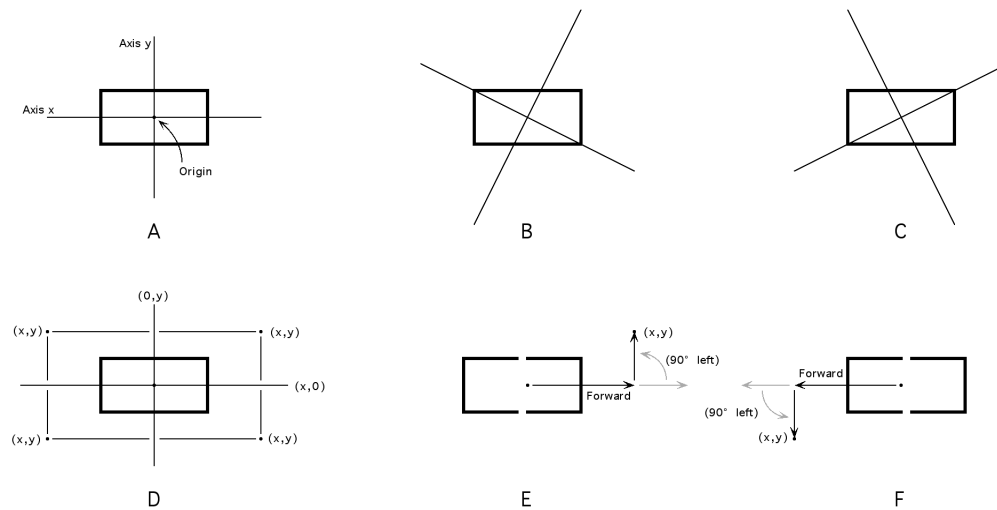 Axis y
Axis x
Origin
A
B
C
(0,y)
(x,y)
(x,y)
(x,0)
(x,y)
(x,y)
D
(x,y)
(90° left)
Forward
E
Forward
(90° left)
(x,y)
F